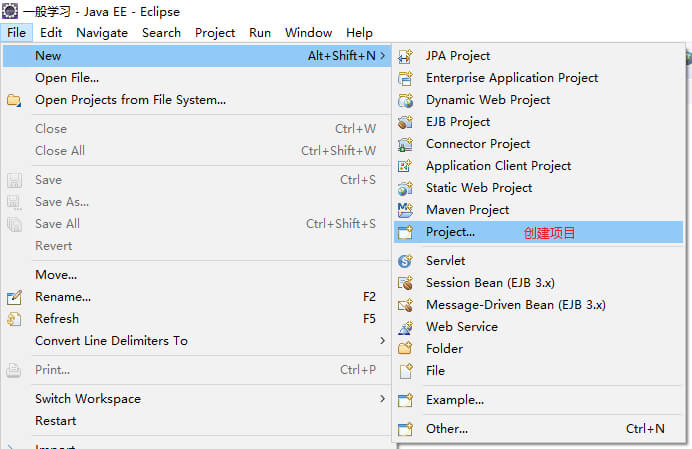 一般学习 - Java EE - Eclipse
File Edit Navigate Search Project Run Window Help
New Alt+Shift+N
Open File...
Open Projects from File System...
Close Ctrl+W
Close All Ctrl+Shift+W
Save Ctrl+S
Save As...
Save All Ctrl+Shift+S
Revert
Move...
Rename... F2
Refresh F5
Convert Line Delimiters To
Print... Ctrl+P
Switch Workspace
Restart
Import...
JPA Project
Enterprise Application Project
Dynamic Web Project
EJB Project
Connector Project
Application Client Project
Static Web Project
Maven Project
Project... 创建项目
Servlet
Session Bean (EJB 3.x)
Message-Driven Bean (EJB 3.x)
Web Service
Folder
File
Example...
Other... Ctrl+N